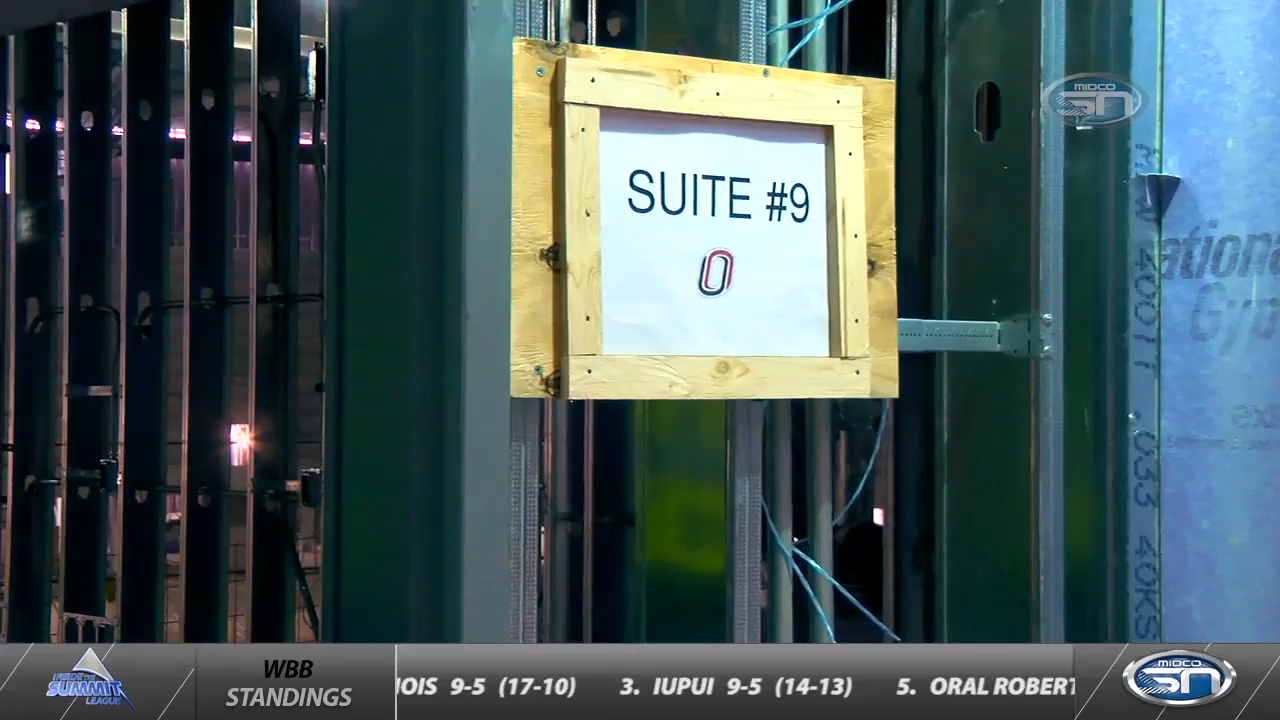 MIDCO
SN
SUITE #9
O
ational
Gyp
40011 .033 40KS
INSIDE THE
SUMMIT
LEAGUE
WBB
STANDINGS
IOIS 9-5 (17-10) 3. IUPUI 9-5 (14-13) 5. ORAL ROBERT
MIDCO
SN